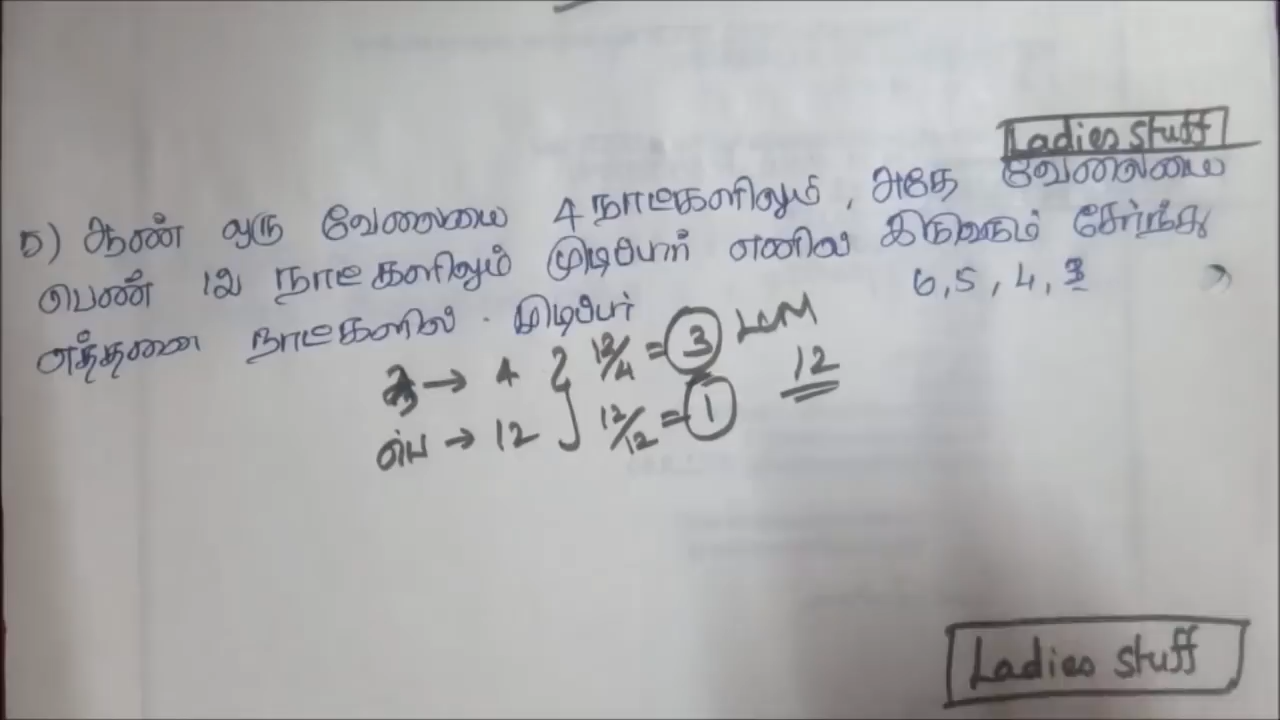 Ladies stuff
5) ஆண் ஒரு வேலையை 4 நாட்களிலும், அதே வேலையை
பெண் 12 நாட்களிலும் முடிப்பார் எனில் இருவரும் சேர்ந்து
எத்தனை நாட்களில் முடிப்பர்
6, 5, 4, 3
ஆ → 4 } 12/4 = 3 LCM
பெ → 12 } 12/12 = 1 12
Ladies stuff